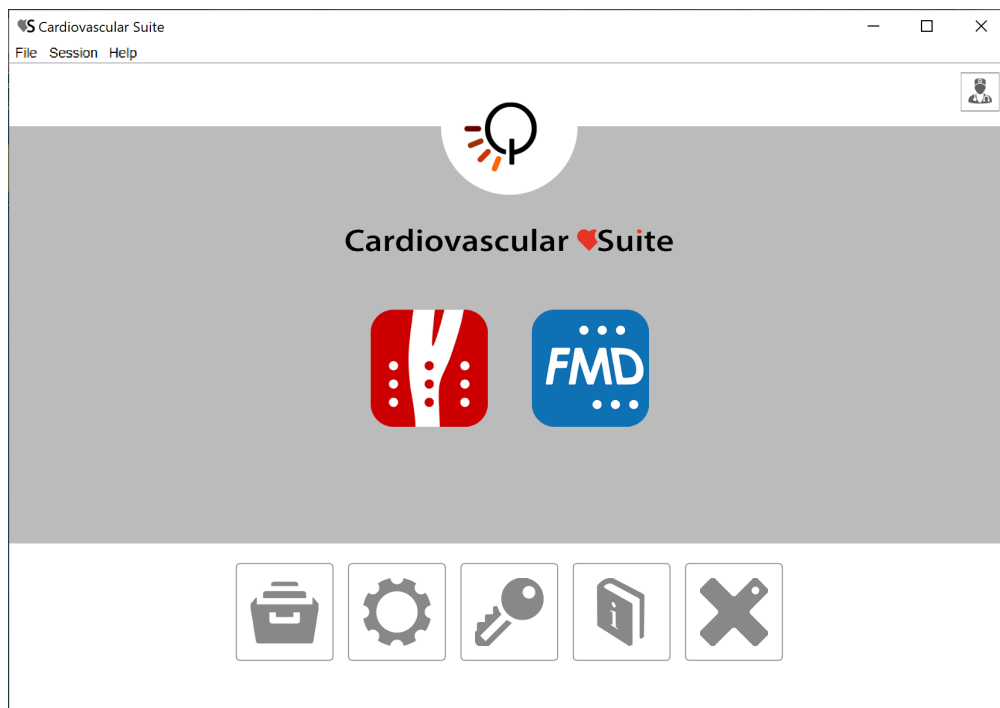 S Cardiovascular Suite
File Session Help
Cardiovascular Suite
FMD
i